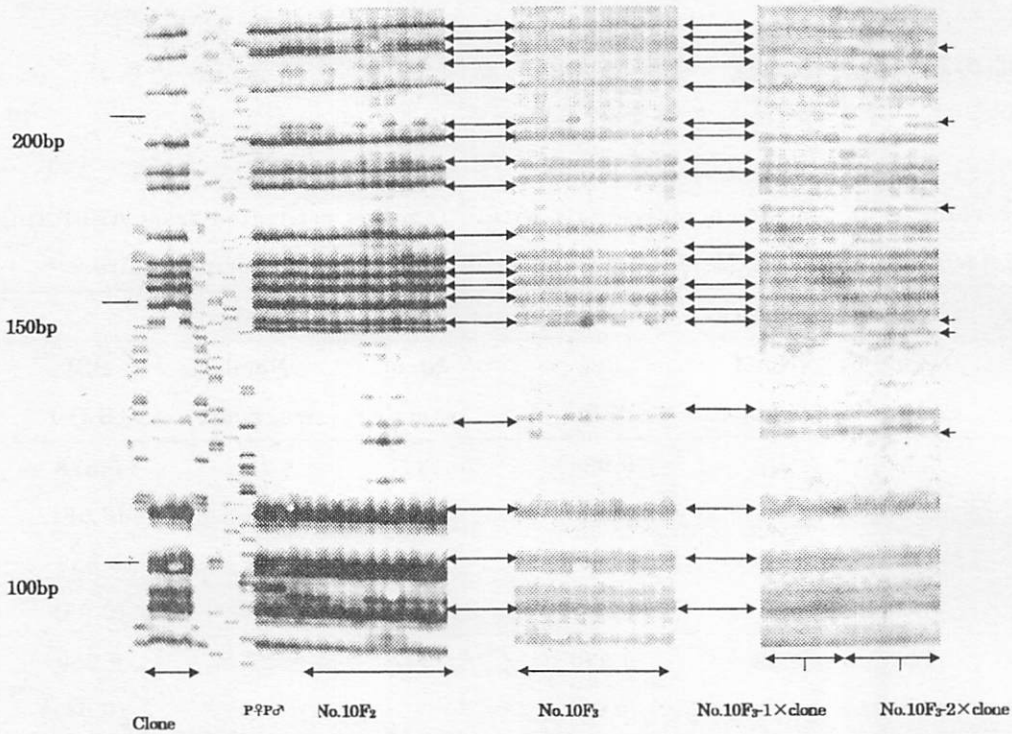 200bp
150bp
100bp
Clone
P♀P♂
No.10F₂
No.10F₃
No.10F₃-1×clone
No.10F₃-2×clone